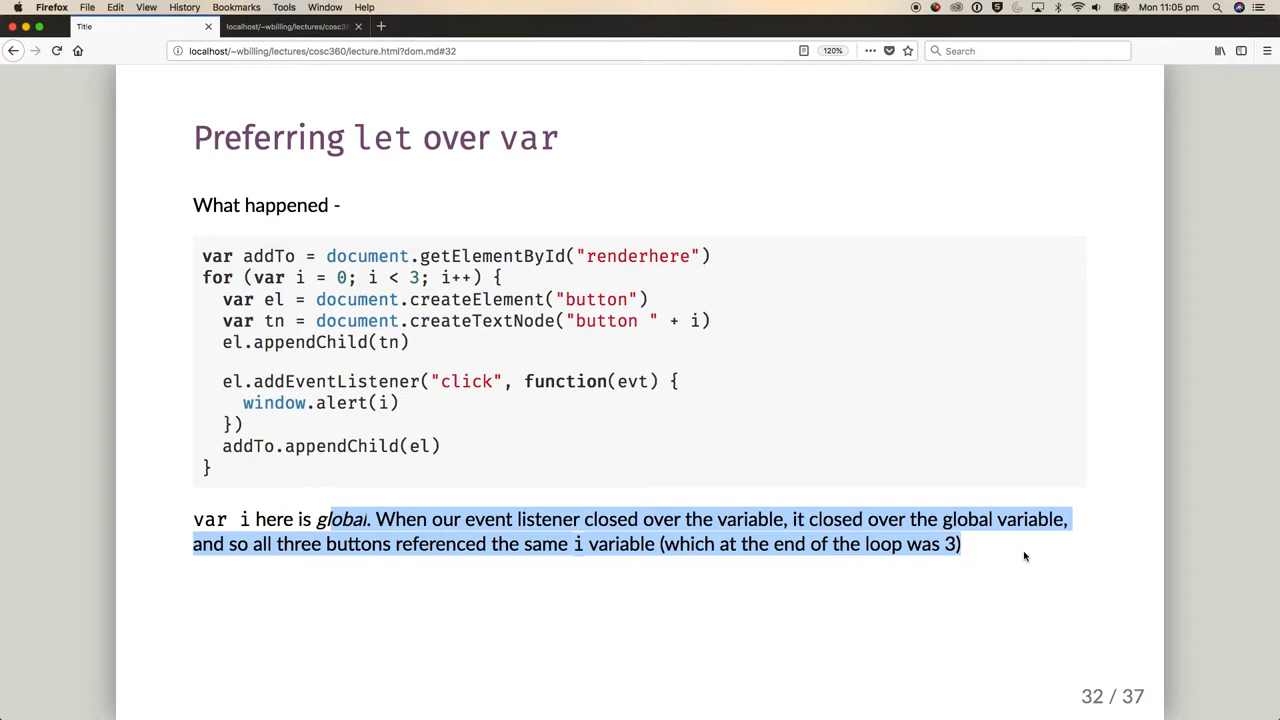 Firefox File Edit View History Bookmarks Tools Window Help Mon 11:05 pm
Title localhost/~wbilling/lectures/cosc36
localhost/~wbilling/lectures/cosc360/lecture.html?dom.md#32 120% Search
Preferring let over var
What happened -
var addTo = document.getElementById("renderhere")
for (var i = 0; i < 3; i++) {
var el = document.createElement("button")
var tn = document.createTextNode("button " + i)
el.appendChild(tn)
el.addEventListener("click", function(evt) {
window.alert(i)
})
addTo.appendChild(el)
}
var i here is global. When our event listener closed over the variable, it closed over the global variable,
and so all three buttons referenced the same i variable (which at the end of the loop was 3)
32 / 37